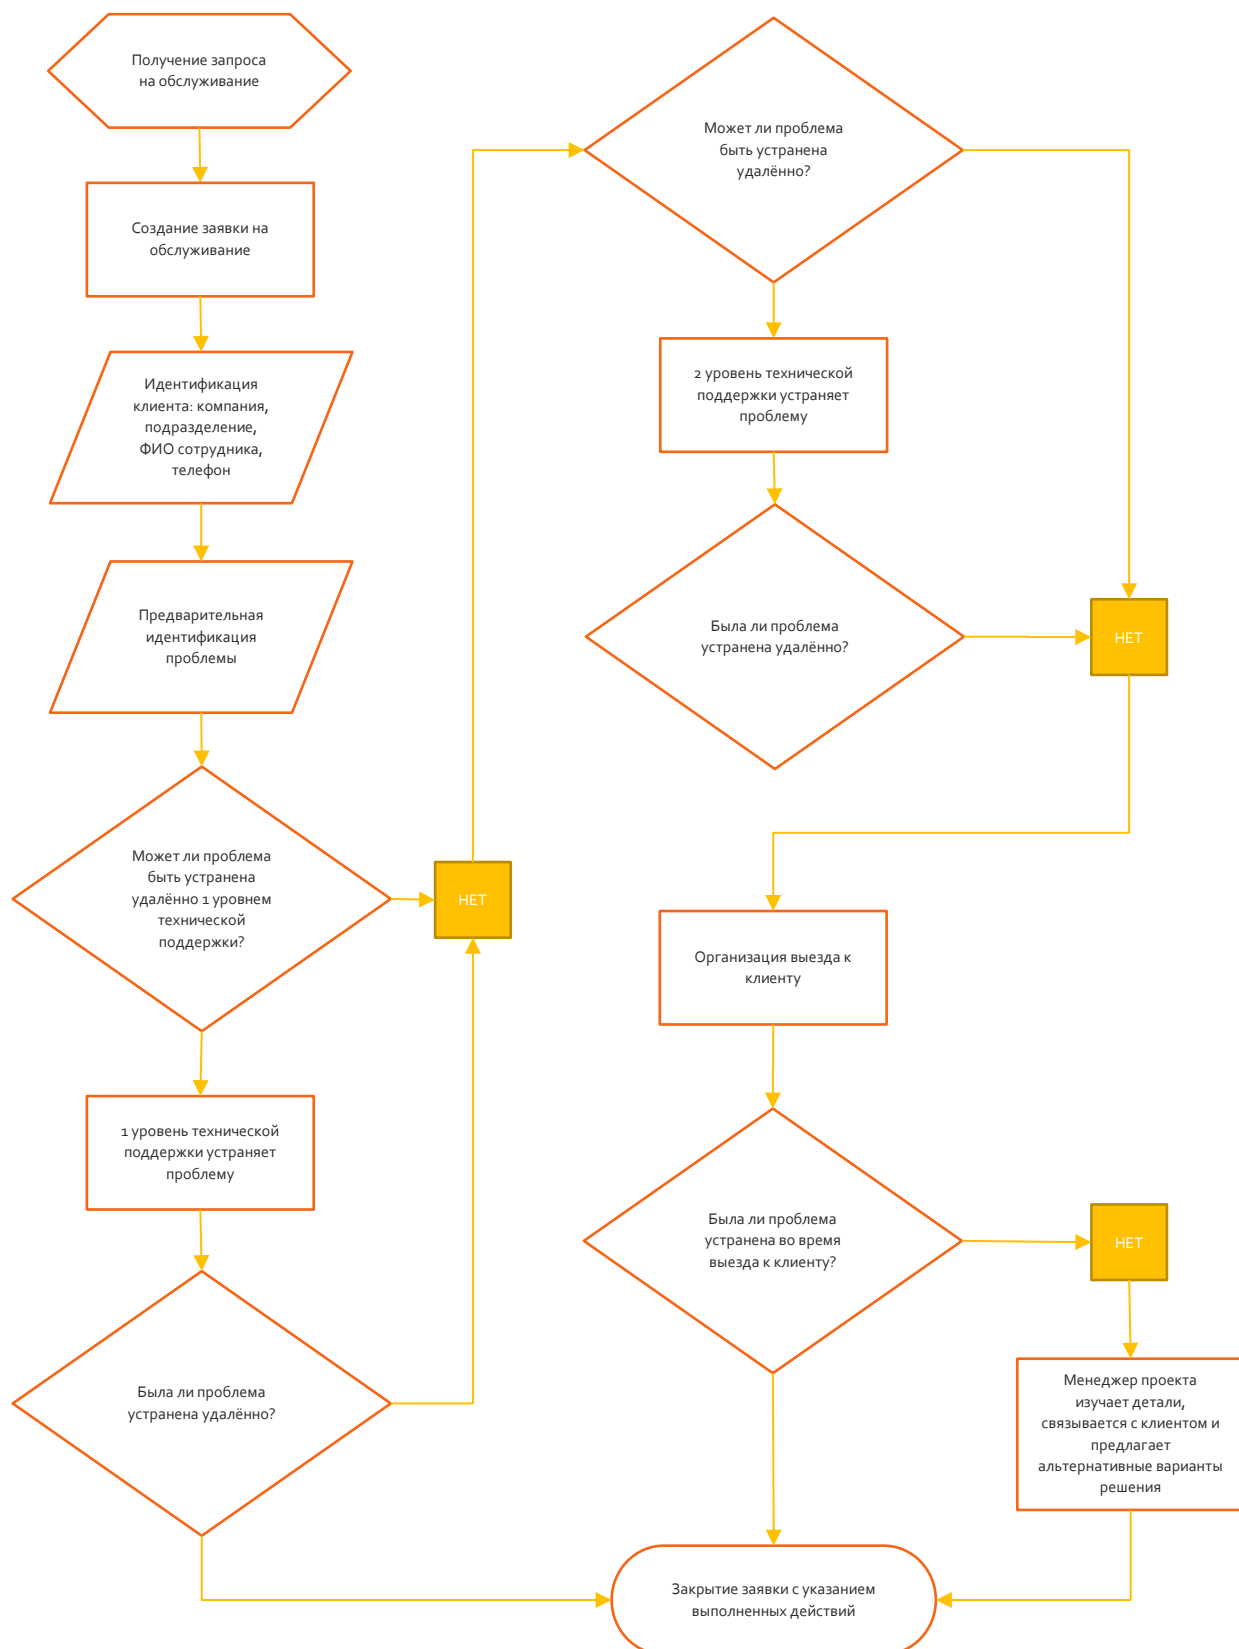 Получение запроса
на обслуживание
Создание заявки на
обслуживание
Идентификация
клиента: компания,
подразделение,
ФИО сотрудника,
телефон
Предварительная
идентификация
проблемы
Может ли проблема
быть устранена
удалённо 1 уровнем
технической
поддержки?
НЕТ
1 уровень технической
поддержки устраняет
проблему
Была ли проблема
устранена удалённо?
Может ли проблема
быть устранена
удалённо?
2 уровень технической
поддержки устраняет
проблему
Была ли проблема
устранена удалённо?
НЕТ
Организация выезда к
клиенту
Была ли проблема
устранена во время
выезда к клиенту?
НЕТ
Менеджер проекта
изучает детали,
связывается с клиентом и
предлагает
альтернативные варианты
решения
Закрытие заявки с указанием
выполненных действий